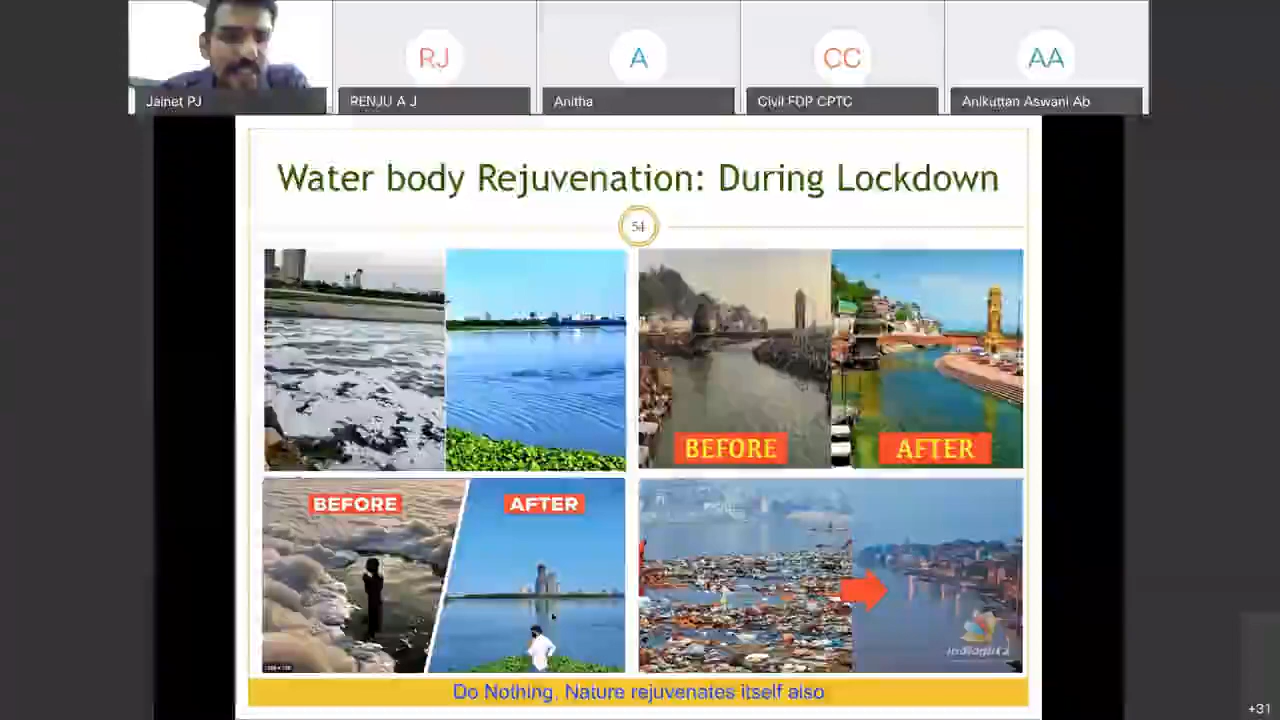 RJ
A
CC
AA
Jainet PJ
RENJU A J
Anitha
Civil FDP CPTC
Anikuttan Aswani Ab
Water body Rejuvenation: During Lockdown
54
BEFORE
AFTER
BEFORE
AFTER
indiaglitz
Do Nothing, Nature rejuvenates itself also
+31